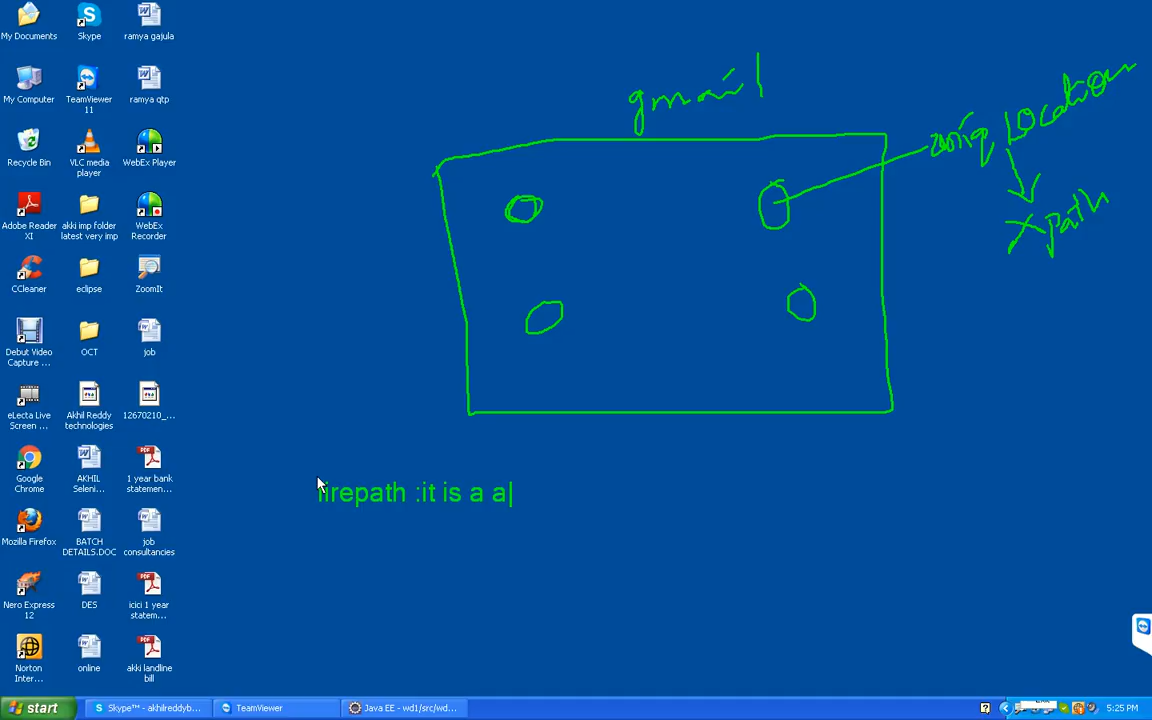 My Documents
Skype
ramya gajula
My Computer
TeamViewer
11
ramya qtp
Recycle Bin
VLC media
player
WebEx Player
Adobe Reader
XI
akki imp folder
latest very imp
WebEx
Recorder
CCleaner
eclipse
ZoomIt
Debut Video
Capture ...
OCT
job
eLecta Live
Screen ...
Akhil Reddy
technologies
12670210_...
Google
Chrome
AKHIL
Seleni...
1 year bank
statemen...
Mozilla Firefox
BATCH
DETAILS.DOC
job
consultancies
Nero Express
12
DES
icici 1 year
statem...
Norton
Inter...
online
akki landline
bill
gmail
Location
Xpath
firepath :it is a a
start
Skype™ - akhilreddyb...
TeamViewer
Java EE - wd1/src/wd...
5:25 PM